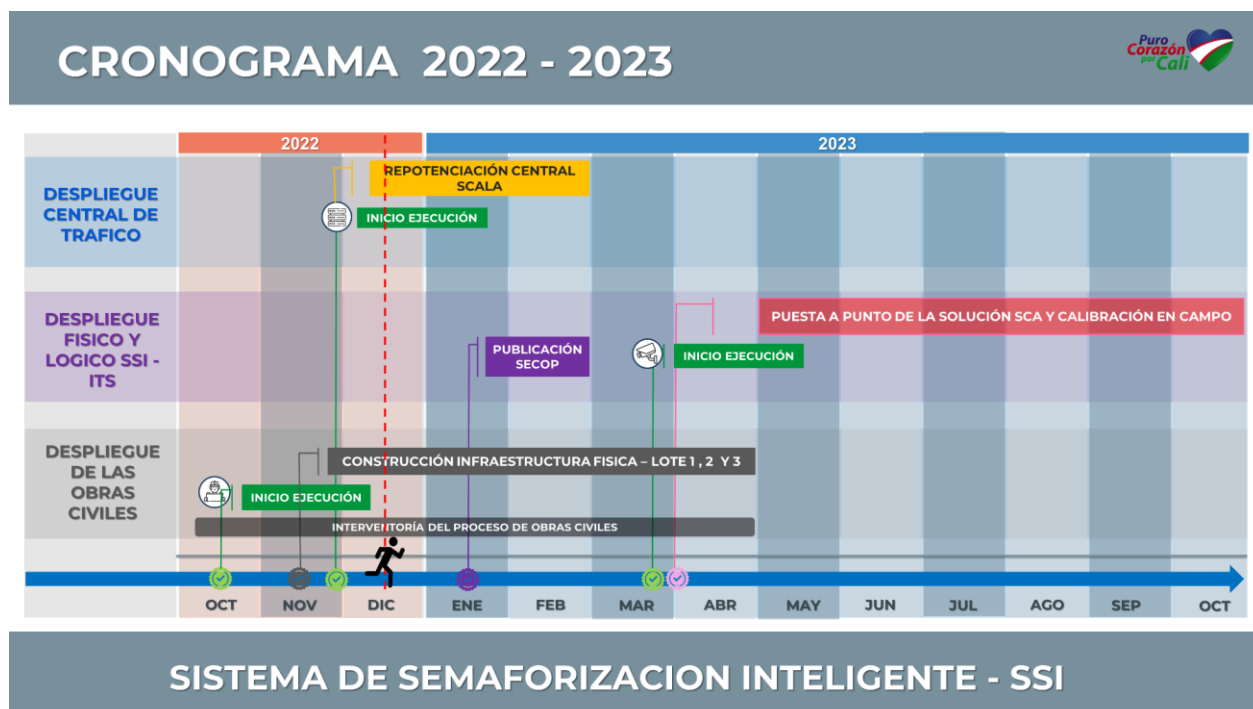 CRONOGRAMA 2022 - 2023
Puro
Corazón
por Cali
2022
2023
DESPLIEGUE
CENTRAL DE
TRAFICO
REPOTENCIACIÓN CENTRAL
SCALA
INICIO EJECUCIÓN
DESPLIEGUE
FISICO Y
LOGICO SSI -
ITS
PUESTA A PUNTO DE LA SOLUCIÓN SCA Y CALIBRACIÓN EN CAMPO
PUBLICACIÓN
SECOP
INICIO EJECUCIÓN
DESPLIEGUE
DE LAS
OBRAS
CIVILES
CONSTRUCCIÓN INFRAESTRUCTURA FISICA – LOTE 1 , 2 Y 3
INICIO EJECUCIÓN
INTERVENTORÍA DEL PROCESO DE OBRAS CIVILES
OCT
NOV
DIC
ENE
FEB
MAR
ABR
MAY
JUN
JUL
AGO
SEP
OCT
SISTEMA DE SEMAFORIZACION INTELIGENTE - SSI